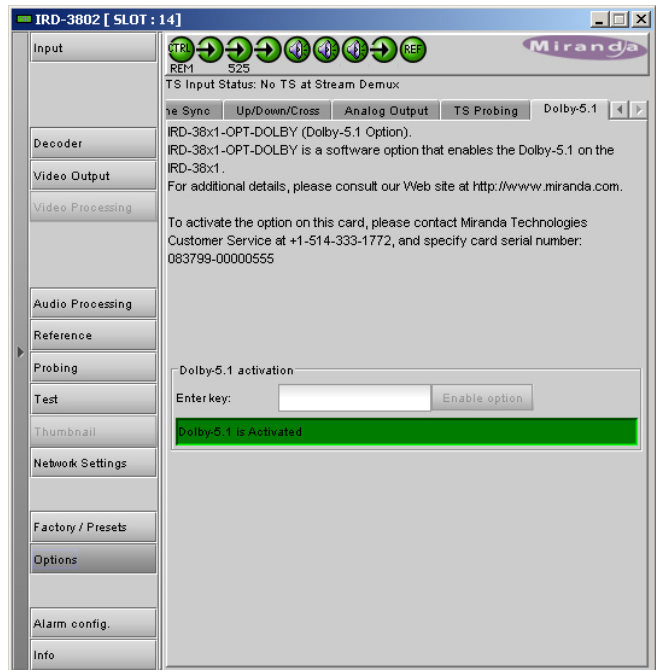 IRD-3802 [ SLOT : 14]
Input
CTRL
REF
Miranda
REM
525
TS Input Status: No TS at Stream Demux
ne Sync
Up/Down/Cross
Analog Output
TS Probing
Dolby-5.1
IRD-38x1-OPT-DOLBY (Dolby-5.1 Option).
IRD-38x1-OPT-DOLBY is a software option that enables the Dolby-5.1 on the
IRD-38x1.
For additional details, please consult our Web site at http://www.miranda.com.
To activate the option on this card, please contact Miranda Technologies
Customer Service at +1-514-333-1772, and specify card serial number:
083799-00000555
Decoder
Video Output
Video Processing
Audio Processing
Reference
Probing
Test
Thumbnail
Network Settings
Factory / Presets
Options
Alarm config.
Info
Dolby-5.1 activation
Enter key:
Enable option
Dolby-5.1 is Activated